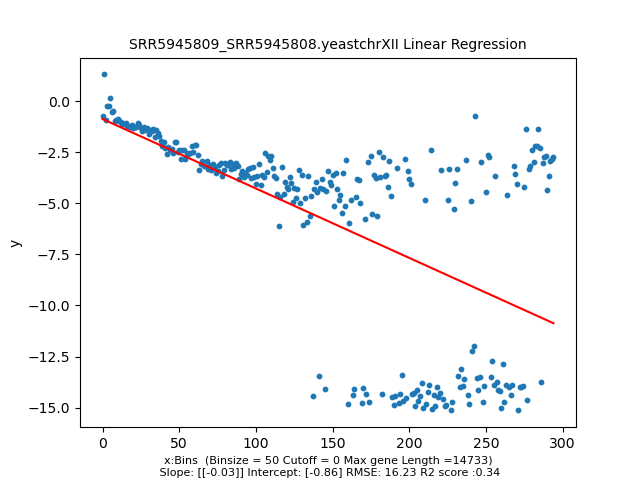 SRR5945809_SRR5945808.yeastchrXII Linear Regression
y
0.0
−2.5
−5.0
−7.5
−10.0
−12.5
−15.0
0 50 100 150 200 250 300
x:Bins (Binsize = 50 Cutoff = 0 Max gene Length =14733)
Slope: [[-0.03]] Intercept: [-0.86] RMSE: 16.23 R2 score :0.34